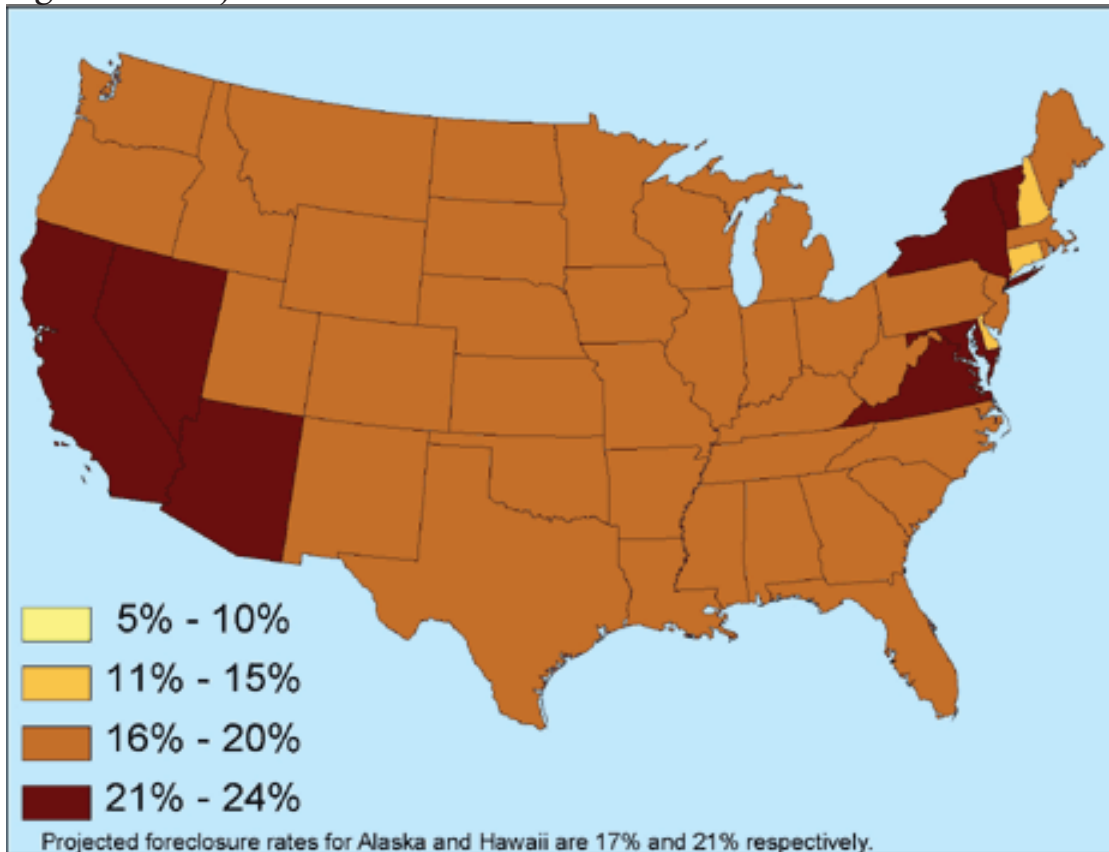 5% - 10%
11% - 15%
16% - 20%
21% - 24%
Projected foreclosure rates for Alaska and Hawaii are 17% and 21% respectively.